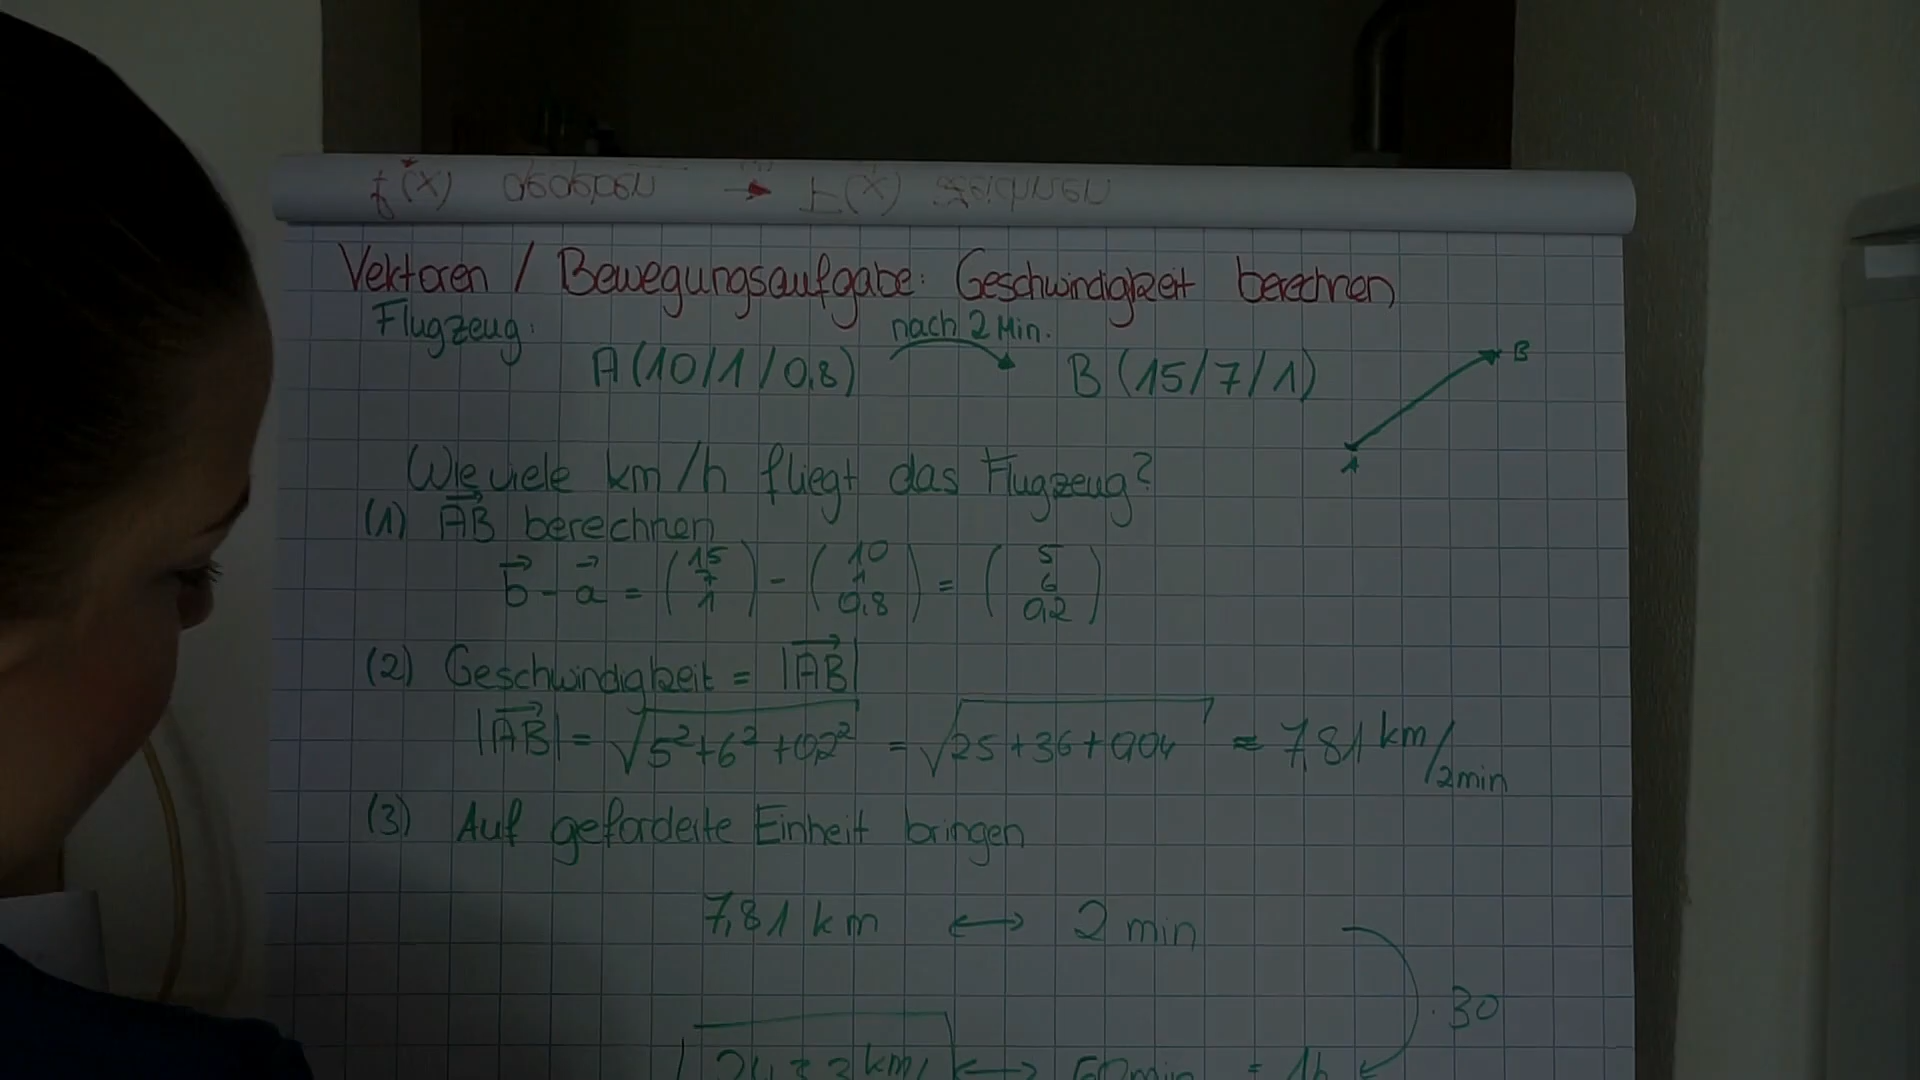 f(x) → f(x)
Vektoren / Bewegungsaufgabe: Geschwindigkeit berechnen
Flugzeug: nach 2 Min.
A(10/1/0,8) B(15/7/1)
B
A
Wie viele km/h fliegt das Flugzeug?
(1) AB berechnen
b - a = (15 7 1) - (10 1 0,8) = (5 6 0,2)
(2) Geschwindigkeit = |AB|
|AB| = √5²+6²+0,2² = √25+36+0,04 ≈ 7,81 km/2min
(3) Auf geforderte Einheit bringen
7,81 km ↔ 2 min
·30
km/ ↔ 60min = 1h